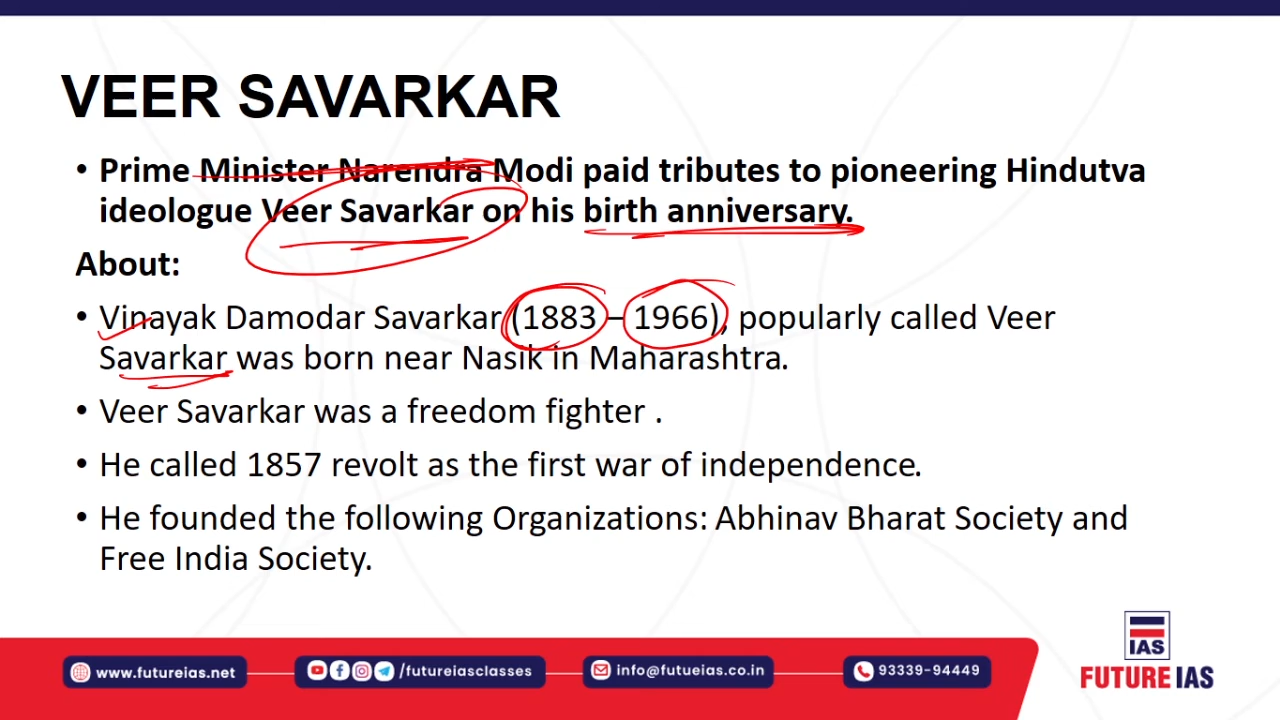 VEER SAVARKAR
• Prime Minister Narendra Modi paid tributes to pioneering Hindutva
ideologue Veer Savarkar on his birth anniversary.
About:
• Vinayak Damodar Savarkar (1883 – 1966), popularly called Veer
Savarkar was born near Nasik in Maharashtra.
• Veer Savarkar was a freedom fighter .
• He called 1857 revolt as the first war of independence.
• He founded the following Organizations: Abhinav Bharat Society and
Free India Society.
IAS
FUTURE IAS
www.futureias.net
/futureiasclasses
info@futueias.co.in
93339-94449